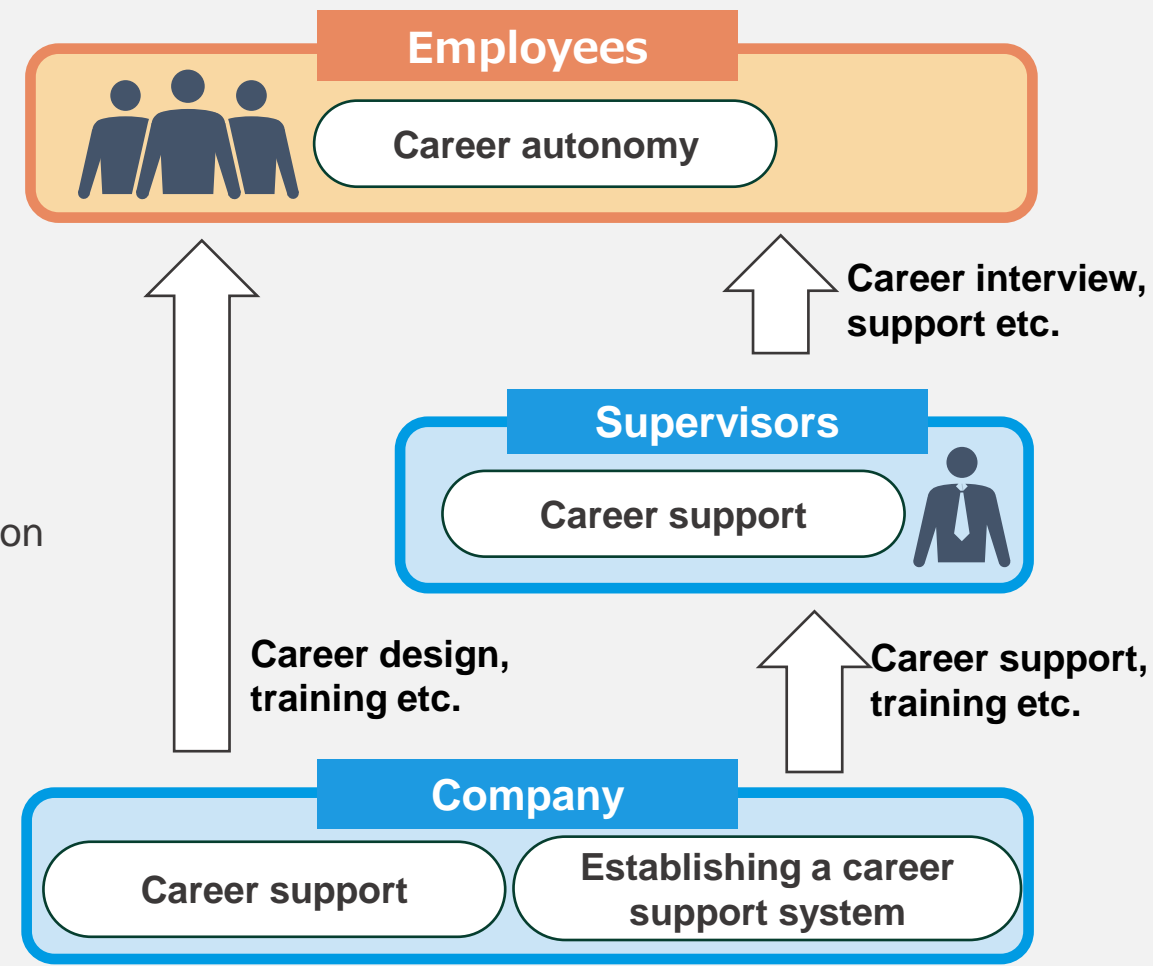 Employees
Career autonomy
Career interview,
support etc.
Supervisors
Career support
on
Career design,
training etc.
Career support,
training etc.
Company
Career support
Establishing a career
support system